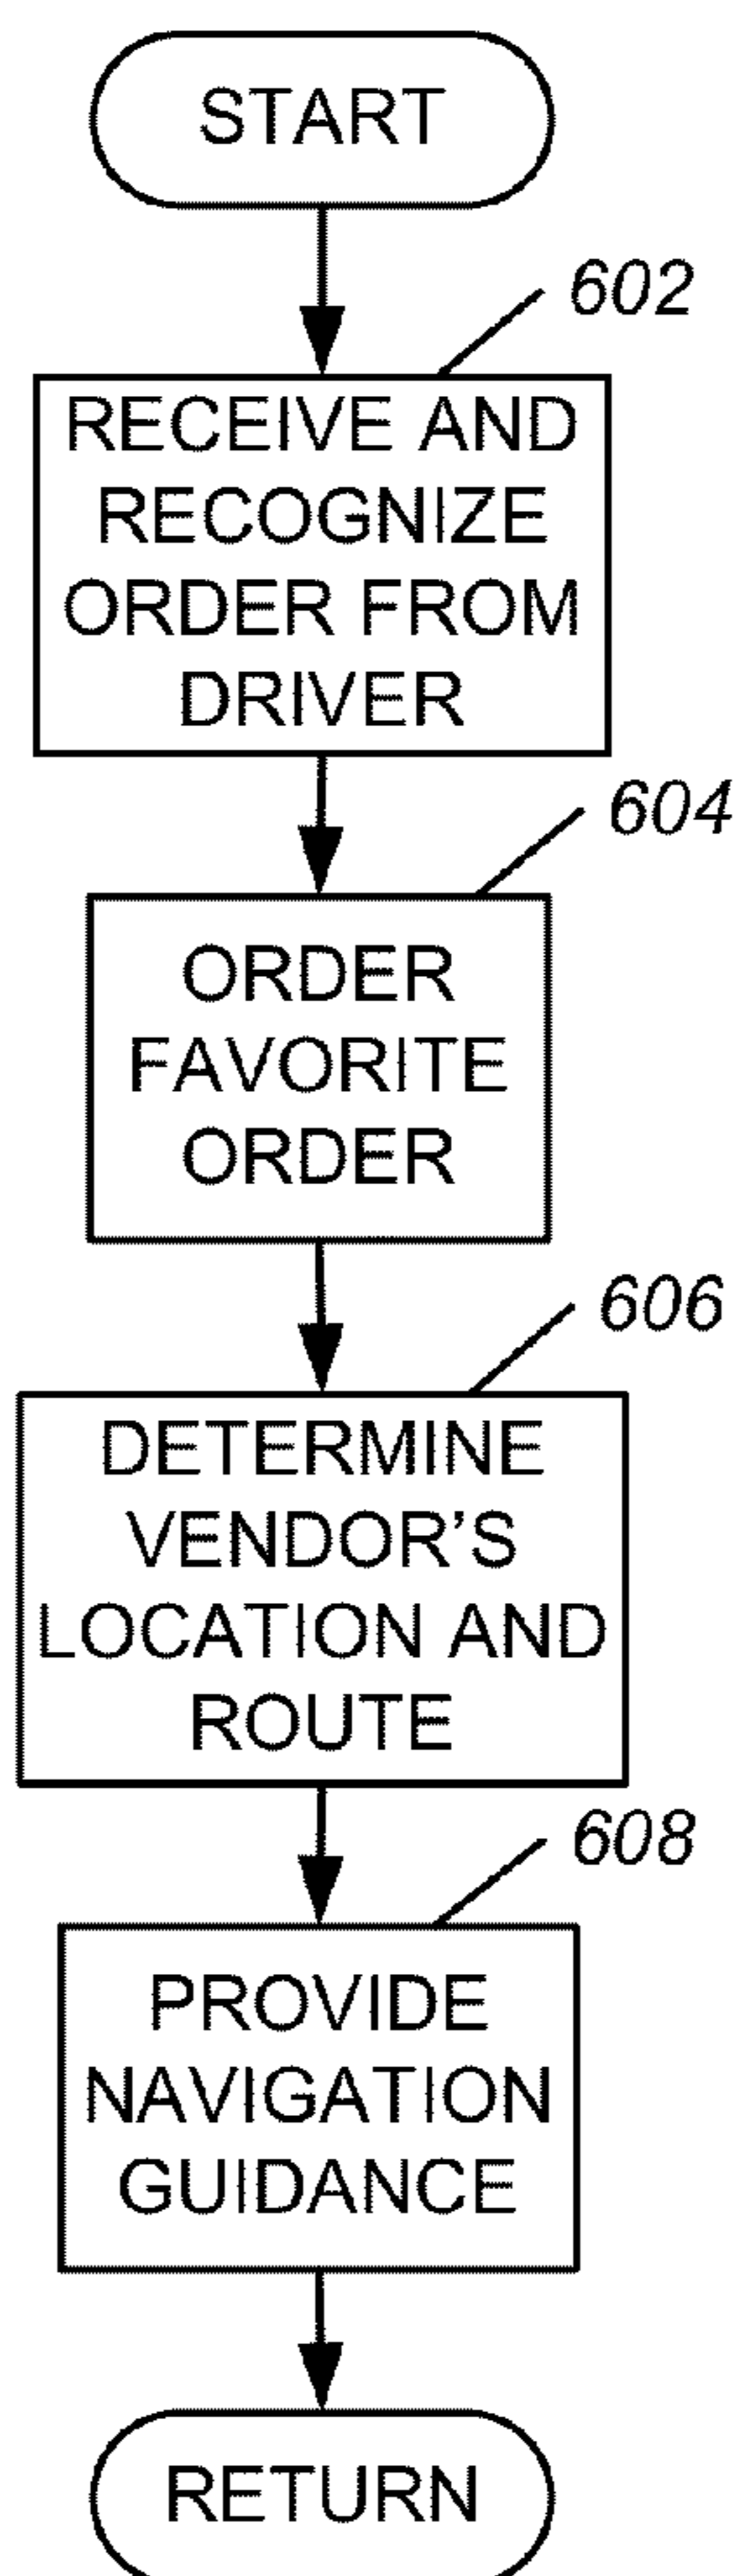 START
602
RECEIVE AND
RECOGNIZE
ORDER FROM
DRIVER
604
ORDER
FAVORITE
ORDER
606
DETERMINE
VENDOR'S
LOCATION AND
ROUTE
608
PROVIDE
NAVIGATION
GUIDANCE
RETURN